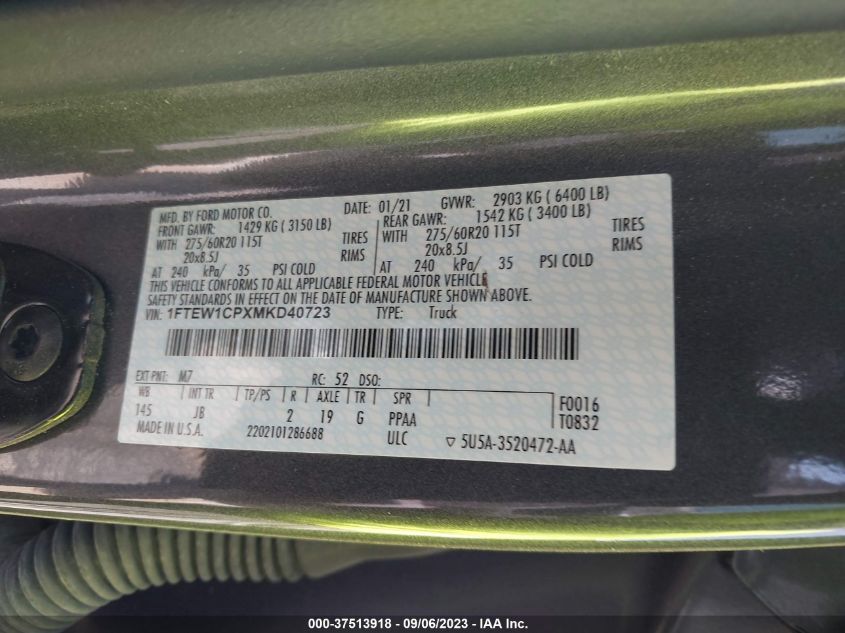 MFD. BY FORD MOTOR CO. DATE: 01/21 GVWR: 2903 KG ( 6400 LB)
FRONT GAWR: 1429 KG ( 3150 LB) REAR GAWR: 1542 KG ( 3400 LB)
WITH 275/60R20 115T TIRES WITH 275/60R20 115T TIRES
20x8.5J RIMS 20x8.5J RIMS
AT 240 kPa/ 35 PSI COLD AT 240 kPa/ 35 PSI COLD
THIS VEHICLE CONFORMS TO ALL APPLICABLE FEDERAL MOTOR VEHICLE
SAFETY STANDARDS IN EFFECT ON THE DATE OF MANUFACTURE SHOWN ABOVE.
VIN: 1FTEW1CPXMKD40723 TYPE: Truck
EXT PNT: M7 RC: 52 DSO:
WB INT TR TP/PS R AXLE TR SPR F0016
145 JB 2 19 G PPAA T0832
MADE IN U.S.A. 2202101286688 ULC ▽ 5U5A-3520472-AA
000-37513918 - 09/06/2023 - IAA Inc.